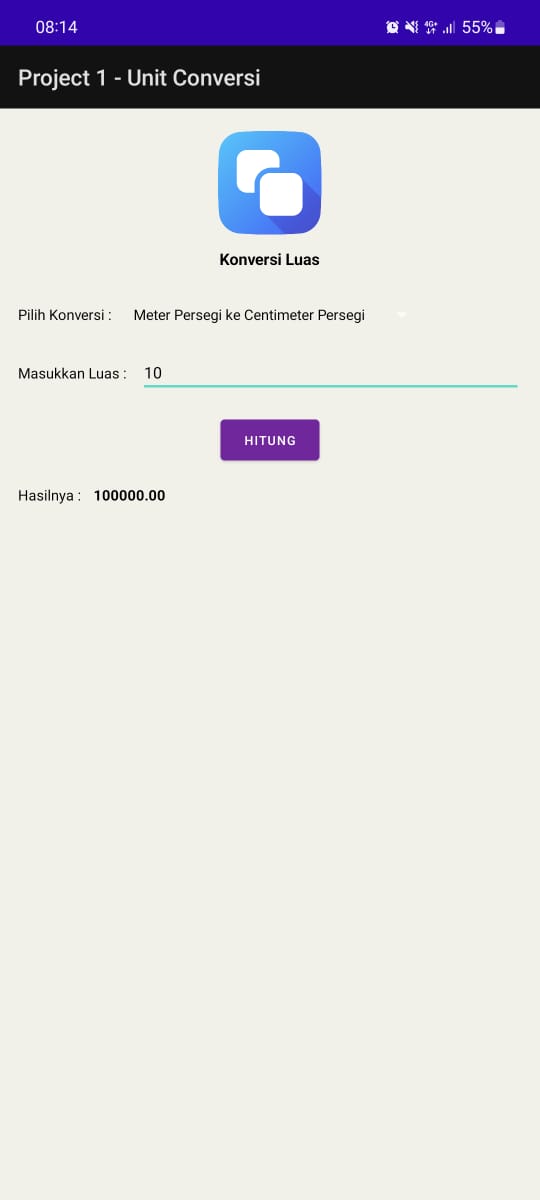 08:14 4G+ 55%
Project 1 - Unit Conversi
Konversi Luas
Pilih Konversi : Meter Persegi ke Centimeter Persegi
Masukkan Luas : 10
HITUNG
Hasilnya : 100000.00